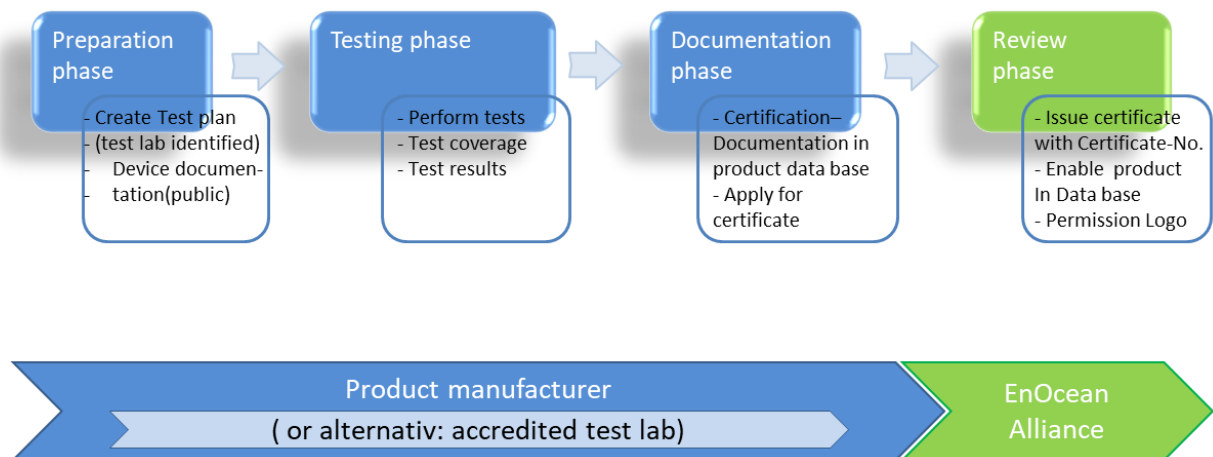 Preparation
phase
- Create Test plan
- (test lab identified)
- Device documen-
- tation(public)
Testing phase
- Perform tests
- Test coverage
- Test results
Documentation
phase
- Certification–
Documentation in
product data base
- Apply for
certificate
Review
phase
- Issue certificate
with Certificate-No.
- Enable product
In Data base
- Permission Logo
Product manufacturer
( or alternativ: accredited test lab)
EnOcean
Alliance